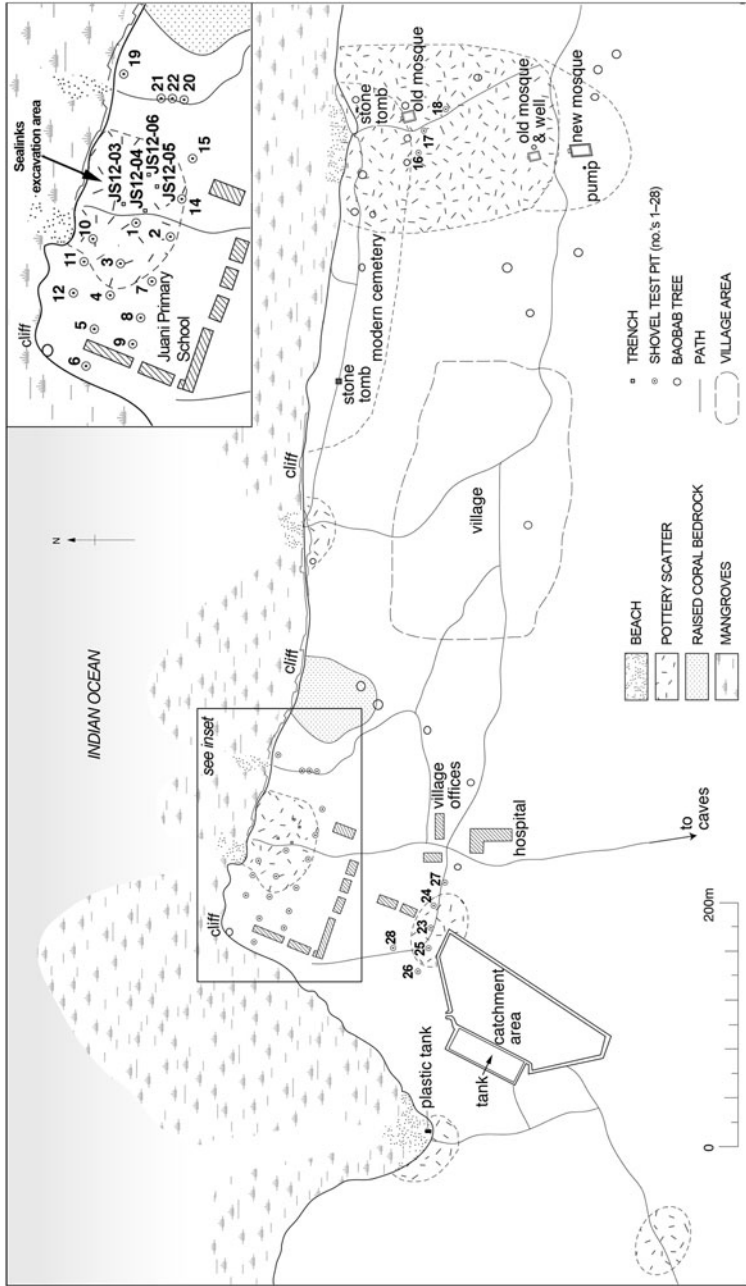 INDIAN OCEAN
N
Sealinks
excavation area
JS12-03
JS12-04
JS12-06
JS12-05
cliff
12
11
10
19
5
4
3
1
21
22
20
6
9
8
7
2
14
15
Juani Primary
School
cliff
see inset
cliff
cliff
stone
tomb
modern cemetery
stone
tomb
old mosque
16
17
18
old mosque
& well
pump
new mosque
village
village
offices
hospital
to
caves
28
26
25
23
24
27
plastic tank
tank
catchment
area
0
200m
BEACH
POTTERY SCATTER
RAISED CORAL BEDROCK
MANGROVES
TRENCH
SHOVEL TEST PIT (no.'s 1–28)
BAOBAB TREE
PATH
VILLAGE AREA